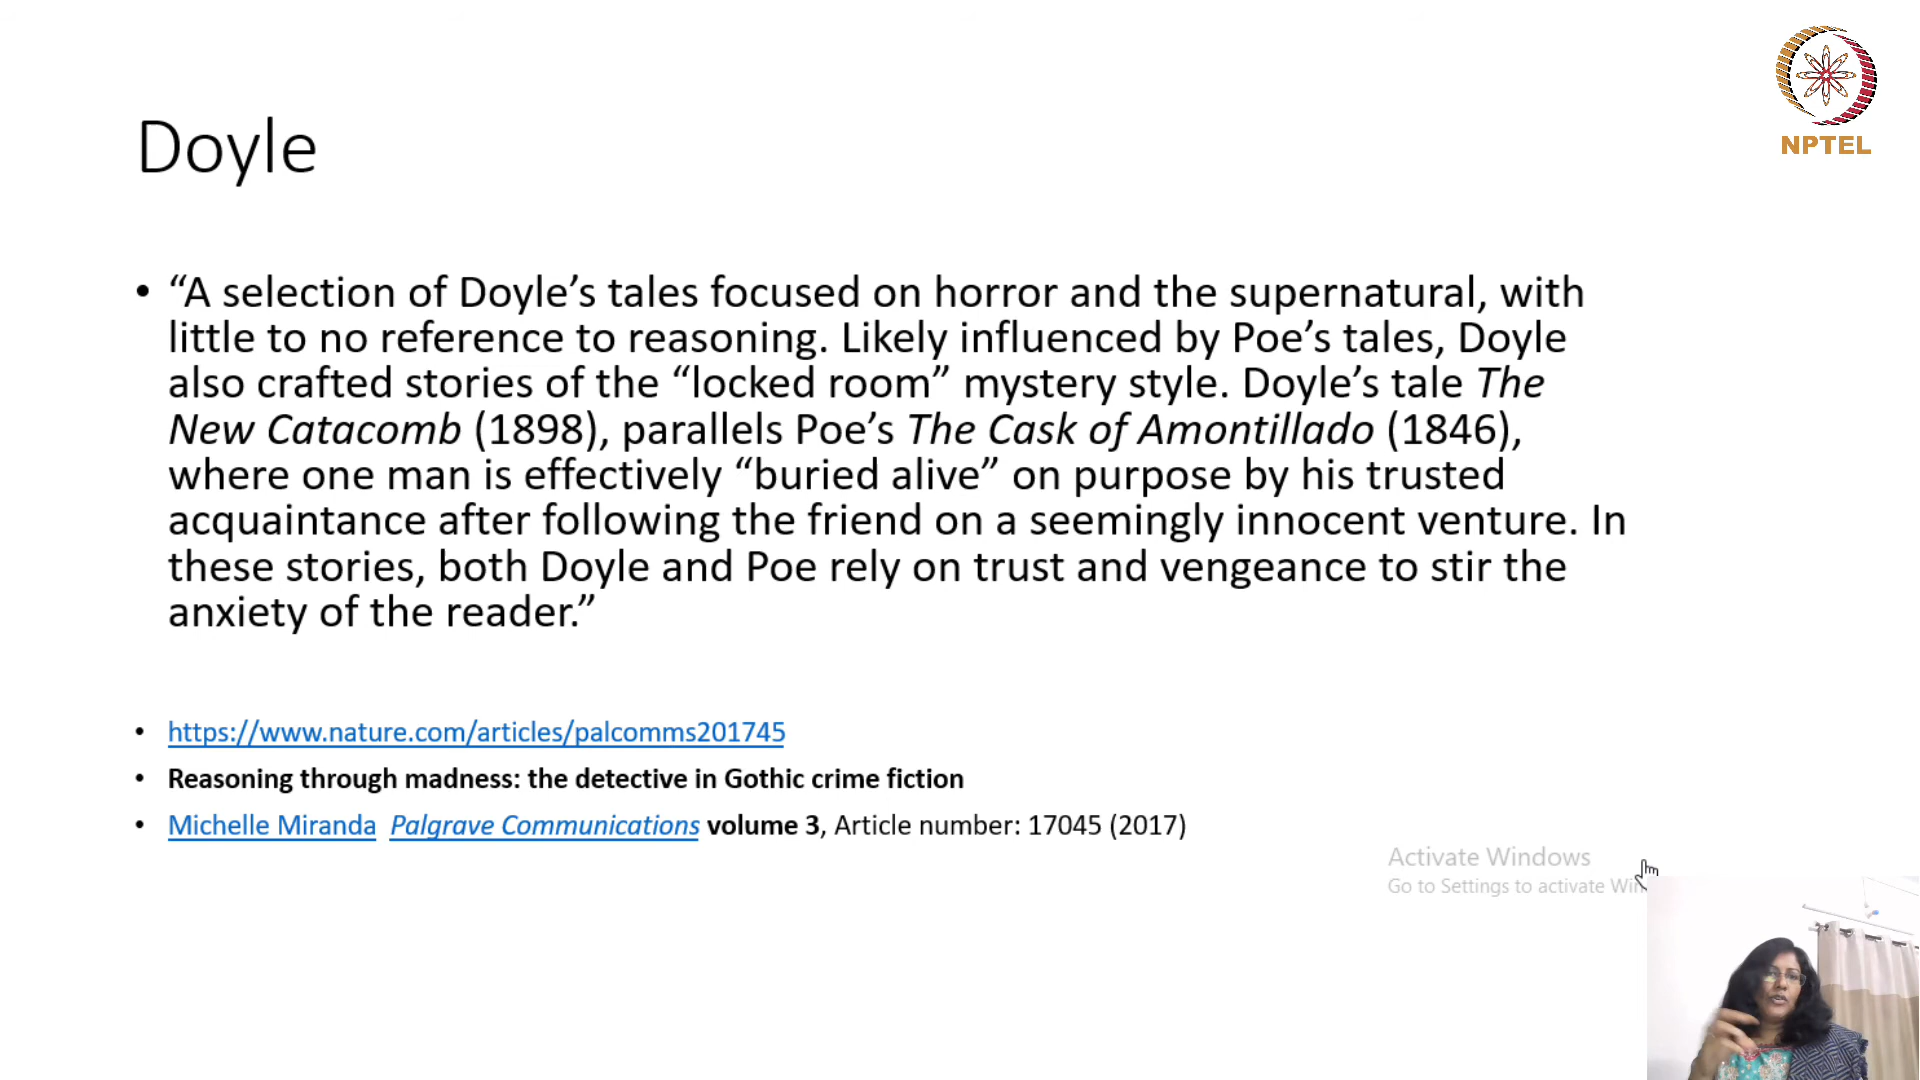 NPTEL
Doyle
• “A selection of Doyle’s tales focused on horror and the supernatural, with
little to no reference to reasoning. Likely influenced by Poe’s tales, Doyle
also crafted stories of the “locked room” mystery style. Doyle’s tale The
New Catacomb (1898), parallels Poe’s The Cask of Amontillado (1846),
where one man is effectively “buried alive” on purpose by his trusted
acquaintance after following the friend on a seemingly innocent venture. In
these stories, both Doyle and Poe rely on trust and vengeance to stir the
anxiety of the reader.”
• https://www.nature.com/articles/palcomms201745
• Reasoning through madness: the detective in Gothic crime fiction
• Michelle Miranda Palgrave Communications volume 3, Article number: 17045 (2017)
Activate Windows
Go to Settings to activate Win